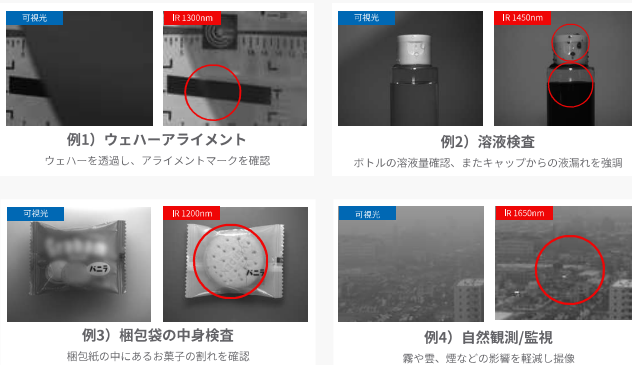 可視光
IR 1300nm
例1）ウェハーアライメント
ウェハーを透過し、アライメントマークを確認
可視光
IR 1450nm
例2）溶液検査
ボトルの溶液量確認、またキャップからの液漏れを強調
可視光
バニラ
IR 1200nm
バニラ
例3）梱包袋の中身検査
梱包紙の中にあるお菓子の割れを確認
可視光
IR 1650nm
例4）自然観測/監視
霧や雲、煙などの影響を軽減し撮像